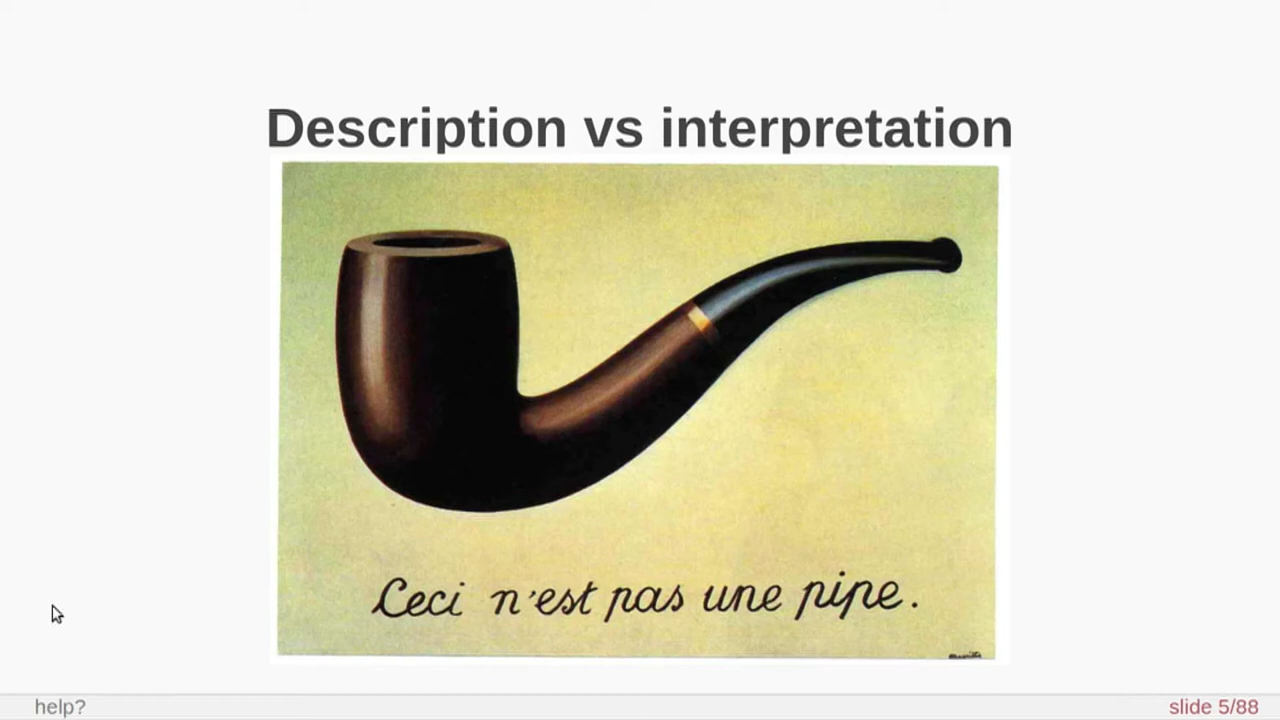 Description vs interpretation
Ceci n'est pas une pipe.
help?
slide 5/88